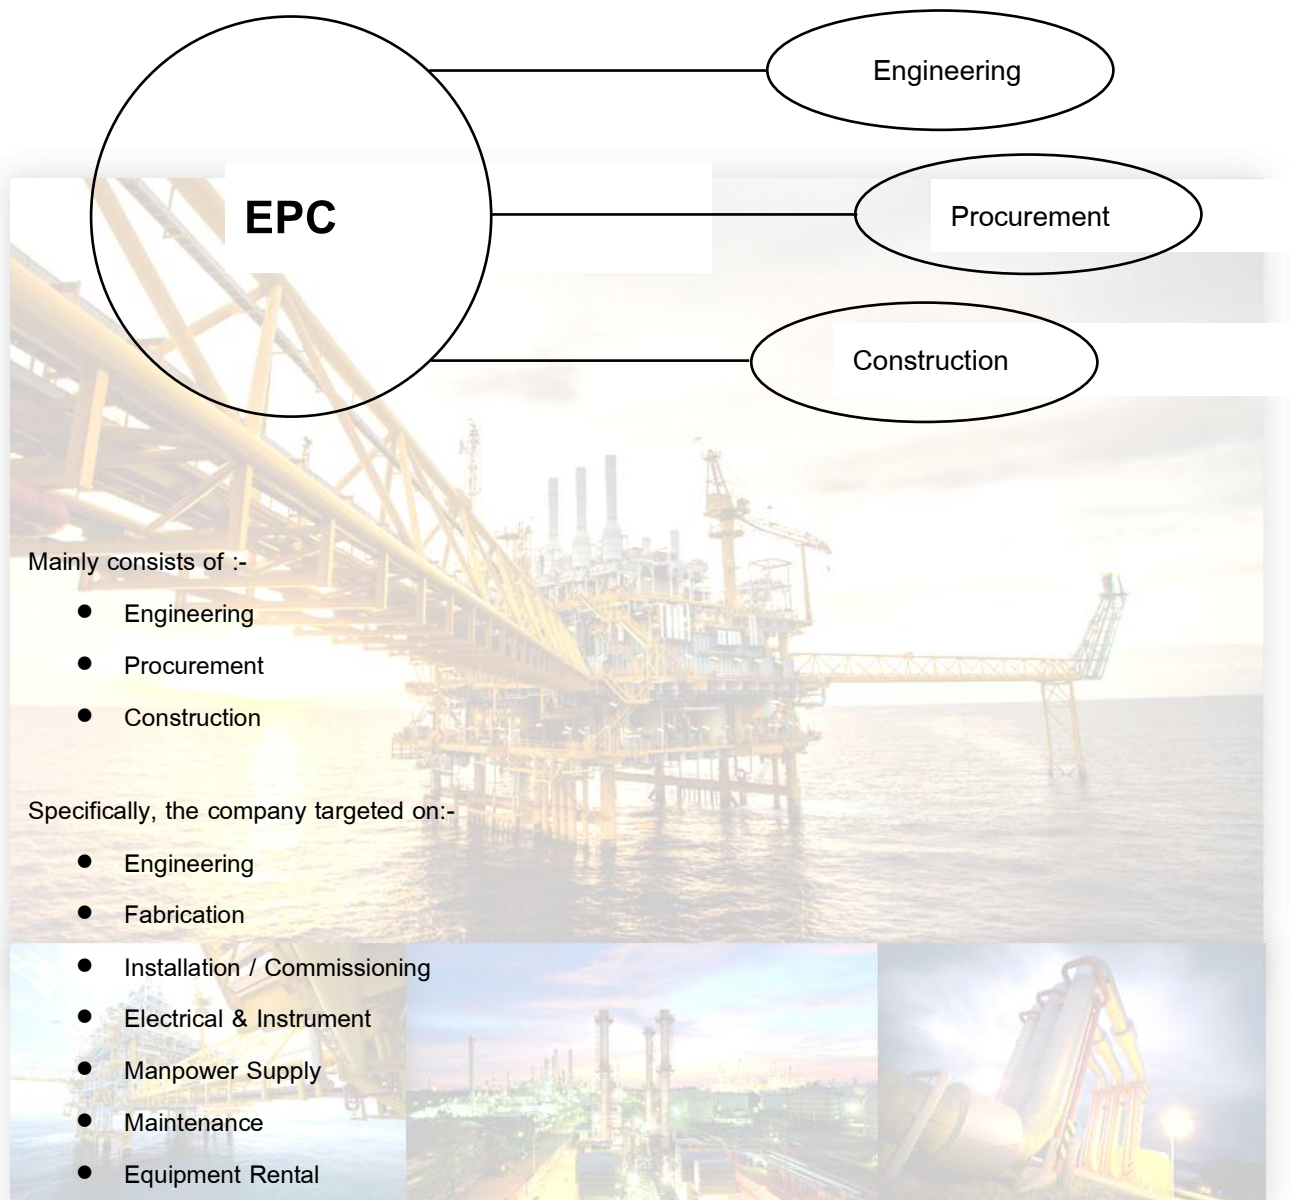 Engineering
EPC
Procurement
Construction
Mainly consists of :-
● Engineering
● Procurement
● Construction
Specifically, the company targeted on:-
● Engineering
● Fabrication
● Installation / Commissioning
● Electrical & Instrument
● Manpower Supply
● Maintenance
● Equipment Rental